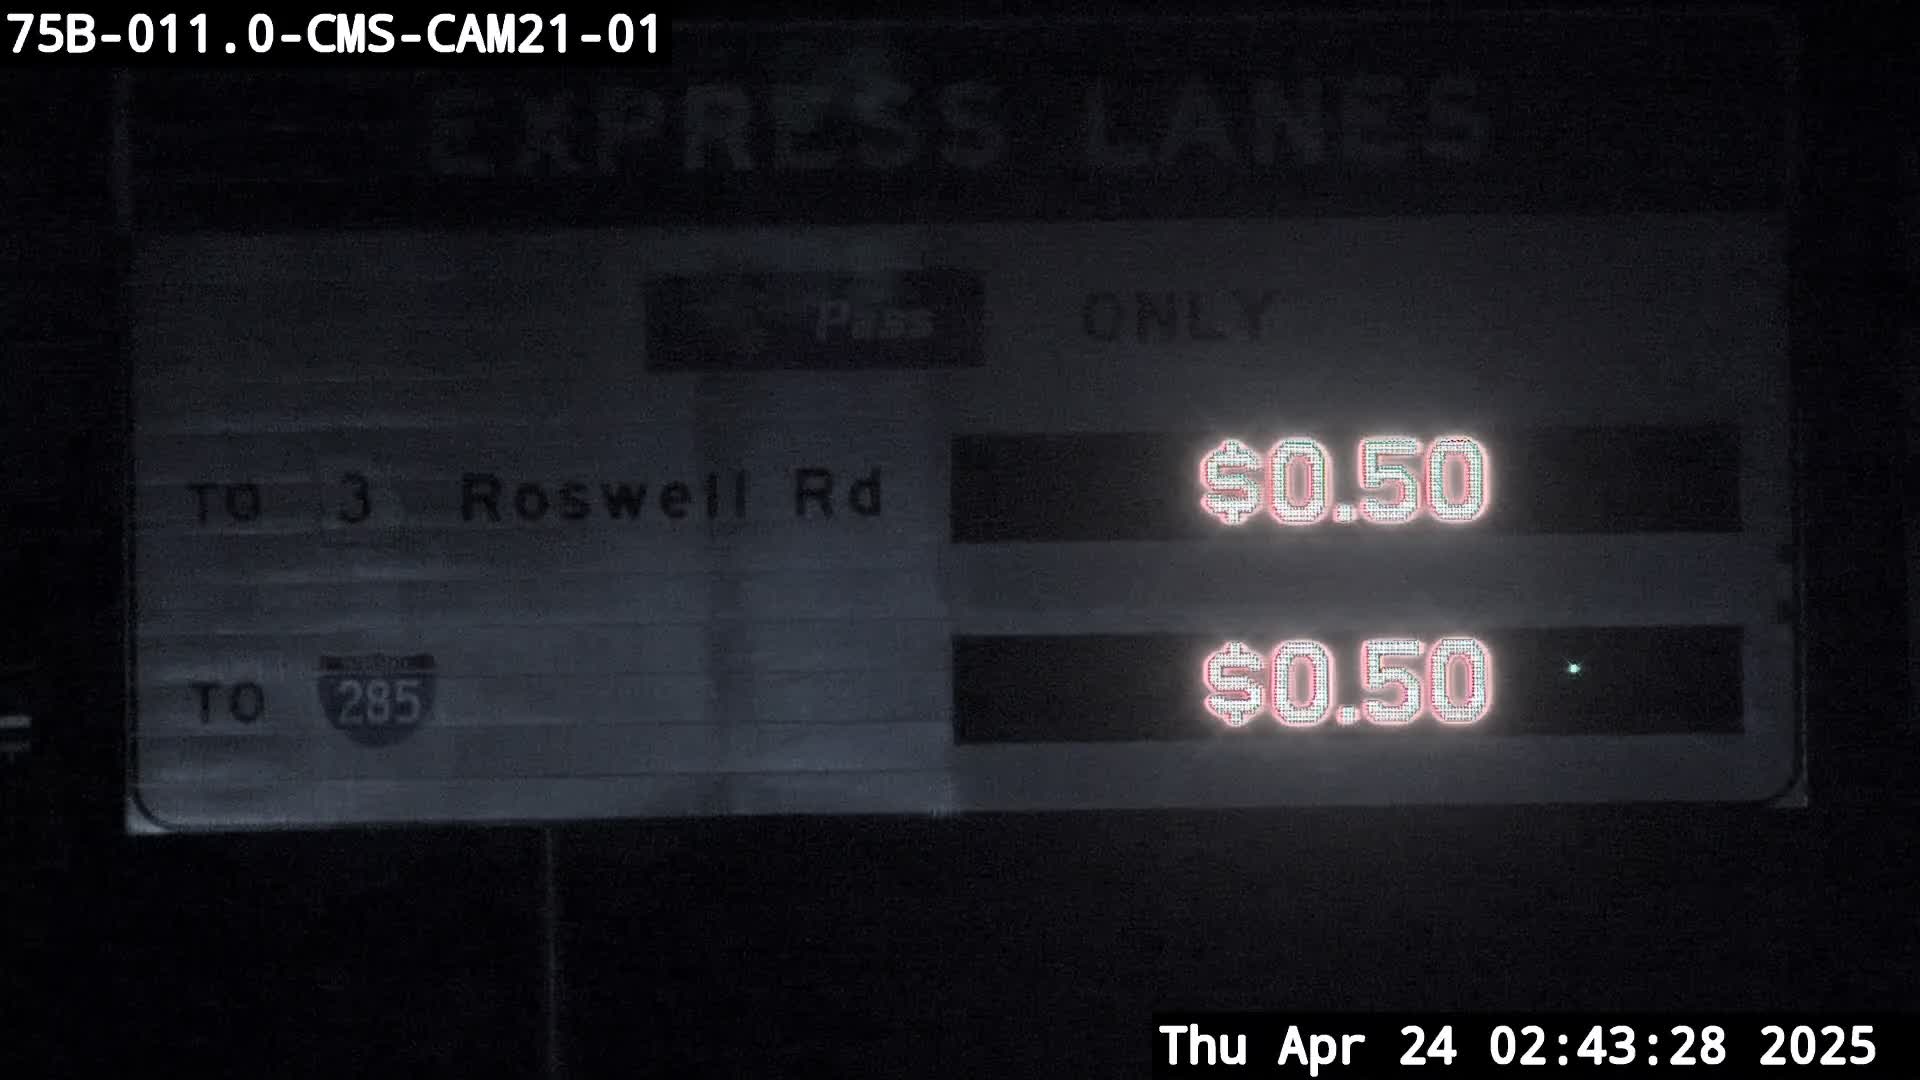 75B-011.0-CMS-CAM21-01
EXPRESS LANES
Pass ONLY
TO 3 Roswell Rd $0.50
TO 285 $0.50
Thu Apr 24 02:43:28 2025